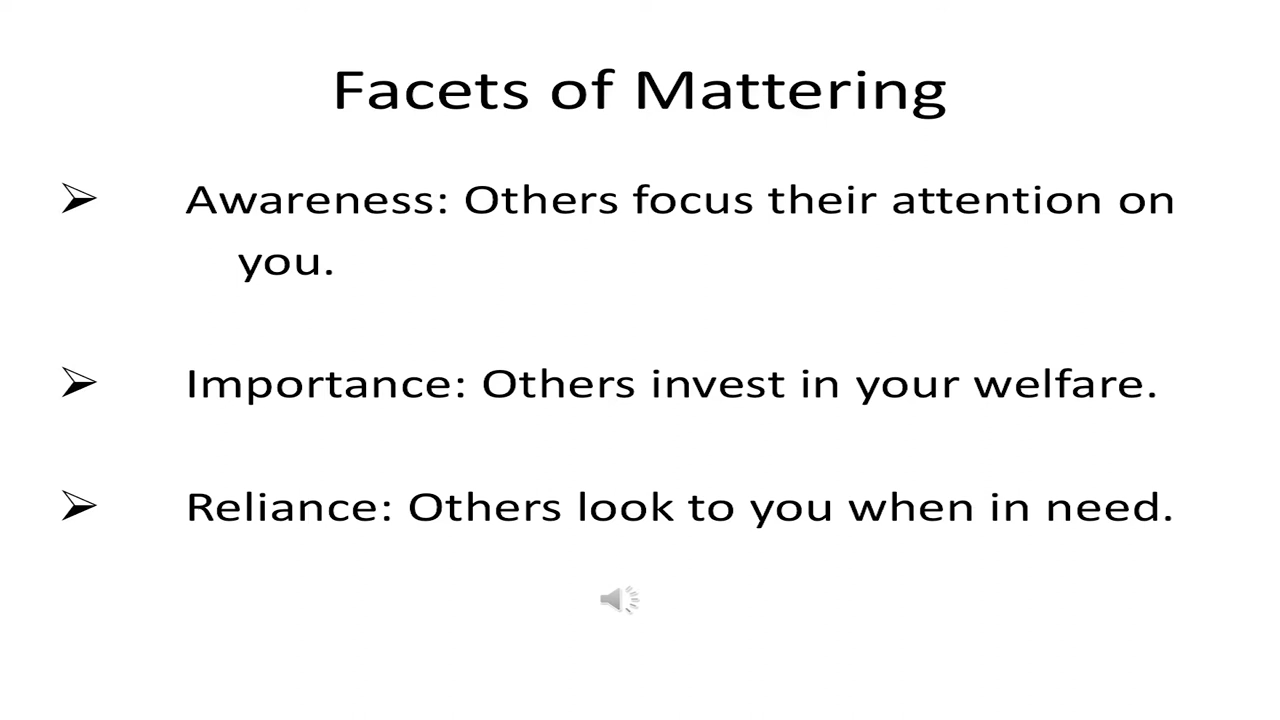 Facets of Mattering
➢ Awareness: Others focus their attention on
you.
➢ Importance: Others invest in your welfare.
➢ Reliance: Others look to you when in need.